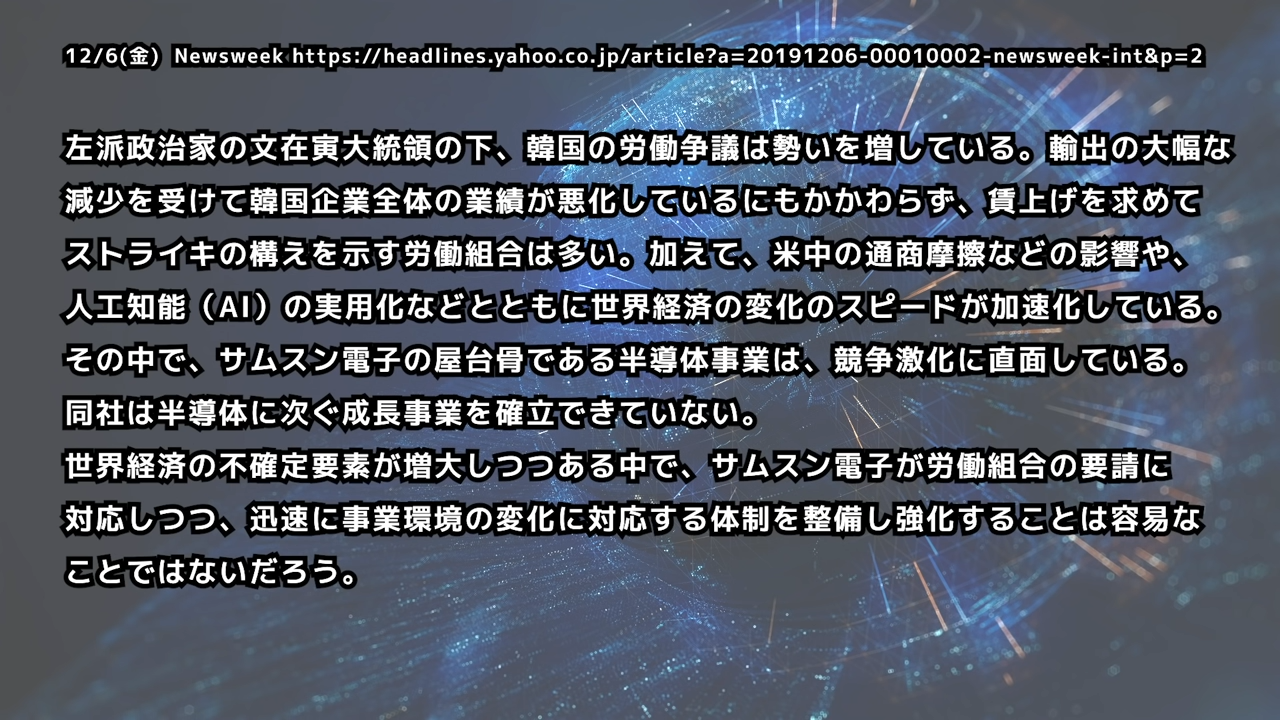 12/6(金) Newsweek https://headlines.yahoo.co.jp/article?a=20191206-00010002-newsweek-int&p=2
左派政治家の文在寅大統領の下、韓国の労働争議は勢いを増している。輸出の大幅な
減少を受けて韓国企業全体の業績が悪化しているにもかかわらず、賃上げを求めて
ストライキの構えを示す労働組合は多い。加えて、米中の通商摩擦などの影響や、
人工知能（AI）の実用化などとともに世界経済の変化のスピードが加速化している。
その中で、サムスン電子の屋台骨である半導体事業は、競争激化に直面している。
同社は半導体に次ぐ成長事業を確立できていない。
世界経済の不確定要素が増大しつつある中で、サムスン電子が労働組合の要請に
対応しつつ、迅速に事業環境の変化に対応する体制を整備し強化することは容易な
ことではないだろう。